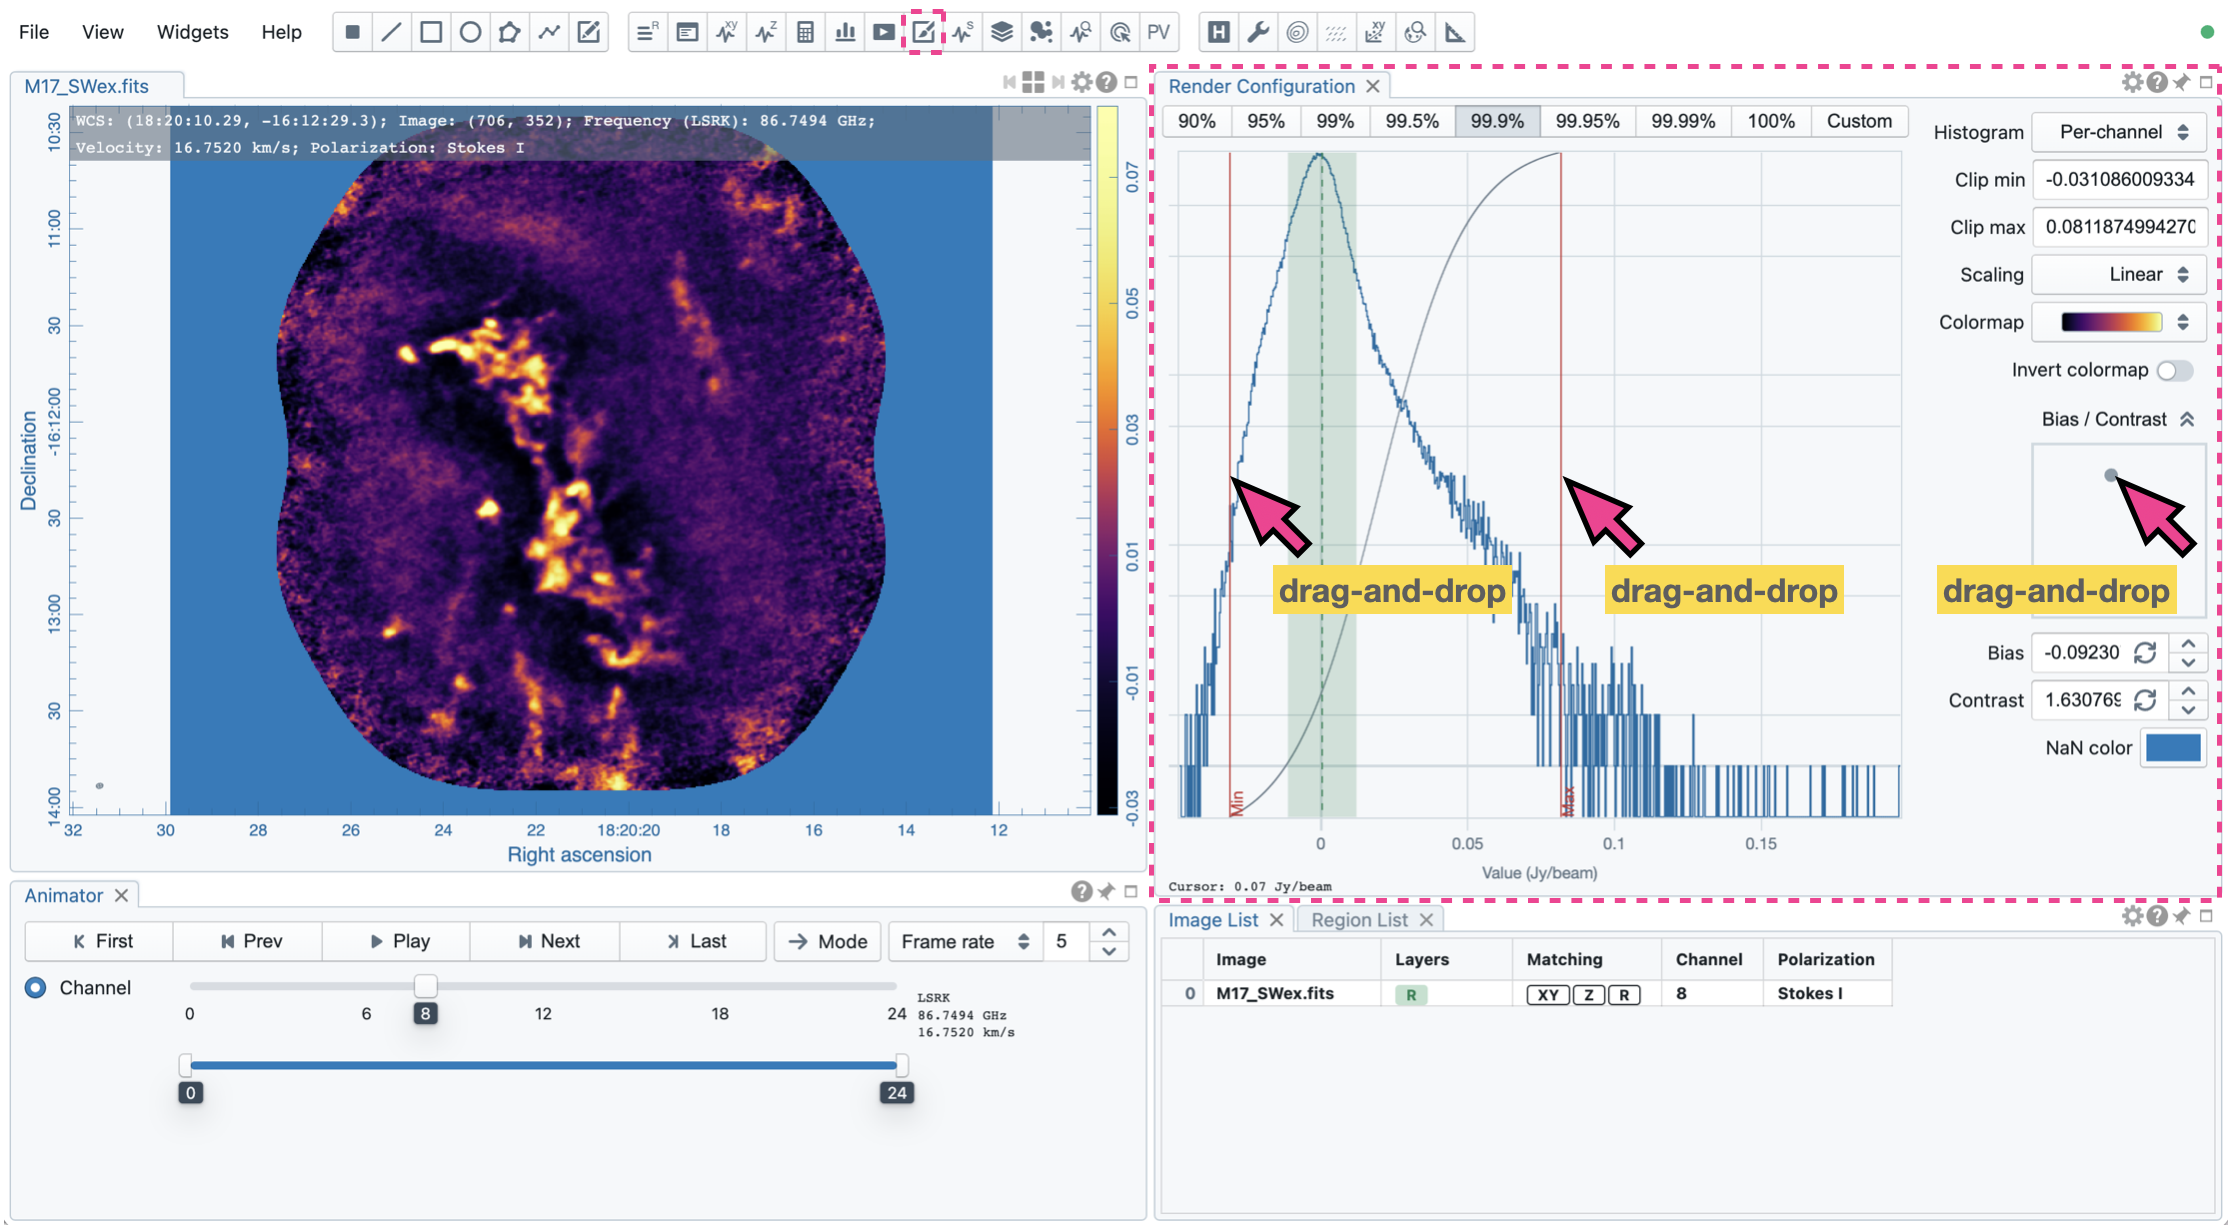 File View Widgets Help
R XY Z S PV H xy
M17_SWex.fits
WCS: (18:20:10.29, -16:12:29.3); Image: (706, 352); Frequency (LSRK): 86.7494 GHz;
Velocity: 16.7520 km/s; Polarization: Stokes I
10:30
11:00
30
-16:12:00
30
13:00
30
14:00
Declination
32 30 28 26 24 22 18:20:20 18 16 14 12
Right ascension
0.07
0.05
0.03
0.01
-0.01
-0.03
Render Configuration
90% 95% 99% 99.5% 99.9% 99.95% 99.99% 100% Custom
Min
Max
drag-and-drop drag-and-drop drag-and-drop
0 0.05 0.1 0.15
Value (Jy/beam)
Cursor: 0.07 Jy/beam
Histogram Per-channel
Clip min -0.031086009334
Clip max 0.0811874994270
Scaling Linear
Colormap
Invert colormap
Bias / Contrast
Bias -0.09230
Contrast 1.630769
NaN color
Animator
First Prev Play Next Last Mode Frame rate 5
Channel
0 6 8 12 18 24
LSRK
86.7494 GHz
16.7520 km/s
0 24
Image List Region List
Image Layers Matching Channel Polarization
0 M17_SWex.fits R XY Z R 8 Stokes I